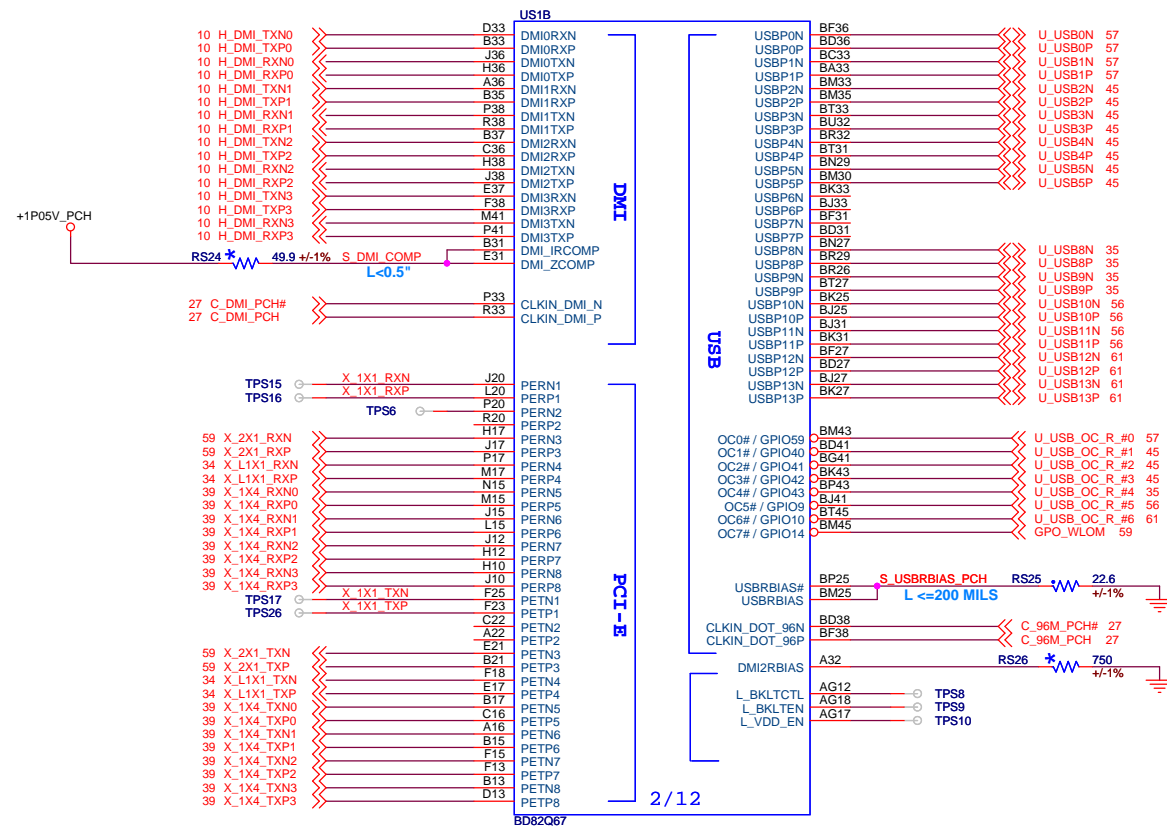 US1B
10 H_DMI_TXN0 D33 DMI0RXN
10 H_DMI_TXP0 B33 DMI0RXP
10 H_DMI_RXN0 J36 DMI0TXN
10 H_DMI_RXP0 H36 DMI0TXP
10 H_DMI_TXN1 A36 DMI1RXN
10 H_DMI_TXP1 B35 DMI1RXP
10 H_DMI_RXN1 P38 DMI1TXN
10 H_DMI_RXP1 R38 DMI1TXP
10 H_DMI_TXN2 B37 DMI2RXN
10 H_DMI_TXP2 C36 DMI2RXP
10 H_DMI_RXN2 H38 DMI2TXN
10 H_DMI_RXP2 J38 DMI2TXP
10 H_DMI_TXN3 E37 DMI3RXN
10 H_DMI_TXP3 F38 DMI3RXP
10 H_DMI_RXN3 M41 DMI3TXN
10 H_DMI_RXP3 P41 DMI3TXP
+1P05V_PCH
B31 DMI_IRCOMP
RS24 * 49.9 +/-1% S_DMI_COMP E31 DMI_ZCOMP
L<0.5"
27 C_DMI_PCH# P33 CLKIN_DMI_N
27 C_DMI_PCH R33 CLKIN_DMI_P
DMI
TPS15 X_1X1_RXN J20 PERN1
TPS16 X_1X1_RXP L20 PERP1
TPS6 P20 PERN2
R20 PERP2
59 X_2X1_RXN H17 PERN3
59 X_2X1_RXP J17 PERP3
34 X_L1X1_RXN P17 PERN4
34 X_L1X1_RXP M17 PERP4
39 X_1X4_RXN0 N15 PERN5
39 X_1X4_RXP0 M15 PERP5
39 X_1X4_RXN1 J15 PERN6
39 X_1X4_RXP1 L15 PERP6
39 X_1X4_RXN2 J12 PERN7
39 X_1X4_RXP2 H12 PERP7
39 X_1X4_RXN3 H10 PERN8
39 X_1X4_RXP3 J10 PERP8
TPS17 X_1X1_TXN F25 PETN1
TPS26 X_1X1_TXP F23 PETP1
C22 PETN2
A22 PETP2
59 X_2X1_TXN E21 PETN3
59 X_2X1_TXP B21 PETP3
34 X_L1X1_TXN F18 PETN4
34 X_L1X1_TXP E17 PETP4
39 X_1X4_TXN0 B17 PETN5
39 X_1X4_TXP0 C16 PETP5
39 X_1X4_TXN1 A16 PETN6
39 X_1X4_TXP1 B15 PETP6
39 X_1X4_TXN2 F15 PETN7
39 X_1X4_TXP2 F13 PETP7
39 X_1X4_TXN3 B13 PETN8
39 X_1X4_TXP3 D13 PETP8
PCI-E
USBP0N BF36 U_USB0N 57
USBP0P BD36 U_USB0P 57
USBP1N BC33 U_USB1N 57
USBP1P BA33 U_USB1P 57
USBP2N BM33 U_USB2N 45
USBP2P BM35 U_USB2P 45
USBP3N BT33 U_USB3N 45
USBP3P BU32 U_USB3P 45
USBP4N BR32 U_USB4N 45
USBP4P BT31 U_USB4P 45
USBP5N BN29 U_USB5N 45
USBP5P BM30 U_USB5P 45
USBP6N BK33
USBP6P BJ33
USBP7N BF31
USBP7P BD31
USBP8N BN27 U_USB8N 35
USBP8P BR29 U_USB8P 35
USBP9N BR26 U_USB9N 35
USBP9P BT27 U_USB9P 35
USBP10N BK25 U_USB10N 56
USBP10P BJ25 U_USB10P 56
USBP11N BJ31 U_USB11N 56
USBP11P BK31 U_USB11P 56
USBP12N BF27 U_USB12N 61
USBP12P BD27 U_USB12P 61
USBP13N BJ27 U_USB13N 61
USBP13P BK27 U_USB13P 61
USB
OC0# / GPIO59 BM43 U_USB_OC_R_#0 57
OC1# / GPIO40 BD41 U_USB_OC_R_#1 45
OC2# / GPIO41 BG41 U_USB_OC_R_#2 45
OC3# / GPIO42 BK43 U_USB_OC_R_#3 45
OC4# / GPIO43 BP43 U_USB_OC_R_#4 35
OC5# / GPIO9 BJ41 U_USB_OC_R_#5 56
OC6# / GPIO10 BT45 U_USB_OC_R_#6 61
OC7# / GPIO14 BM45 GPO_WLOM 59
USBRBIAS# BP25 S_USBRBIAS_PCH RS25 22.6
USBRBIAS BM25 L <=200 MILS +/-1%
CLKIN_DOT_96N BD38 C_96M_PCH# 27
CLKIN_DOT_96P BF38 C_96M_PCH 27
DMI2RBIAS A32 RS26 * 750
+/-1%
L_BKLTCTL AG12 TPS8
L_BKLTEN AG18 TPS9
L_VDD_EN AG17 TPS10
2/12
BD82Q67